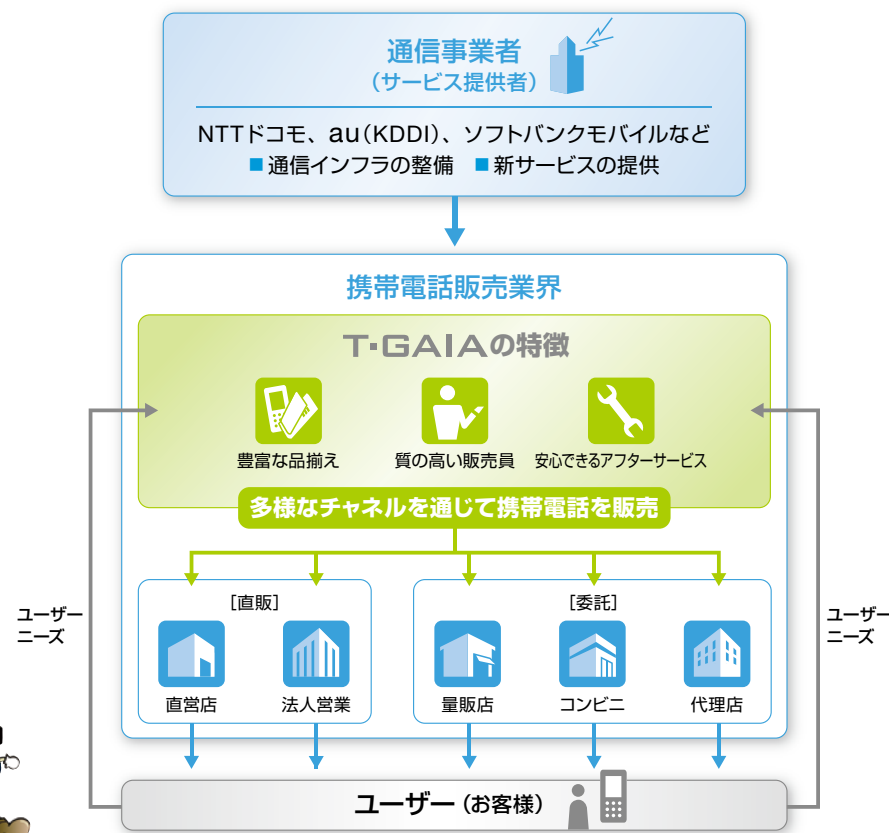 通信事業者
（サービス提供者）
NTTドコモ、au（KDDI）、ソフトバンクモバイルなど
■通信インフラの整備 ■新サービスの提供
携帯電話販売業界
T・GAIAの特徴
豊富な品揃え 質の高い販売員 安心できるアフターサービス
多様なチャネルを通じて携帯電話を販売
［直販］ ［委託］
直営店 法人営業 量販店 コンビニ 代理店
ユーザー
ニーズ
ユーザー
ニーズ
ユーザー（お客様）